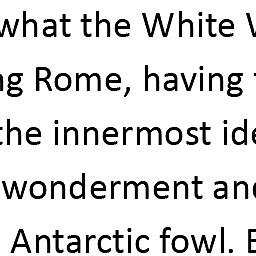 what the White
ng Rome, having
the innermost ide
wonderment and
Antarctic fowl.